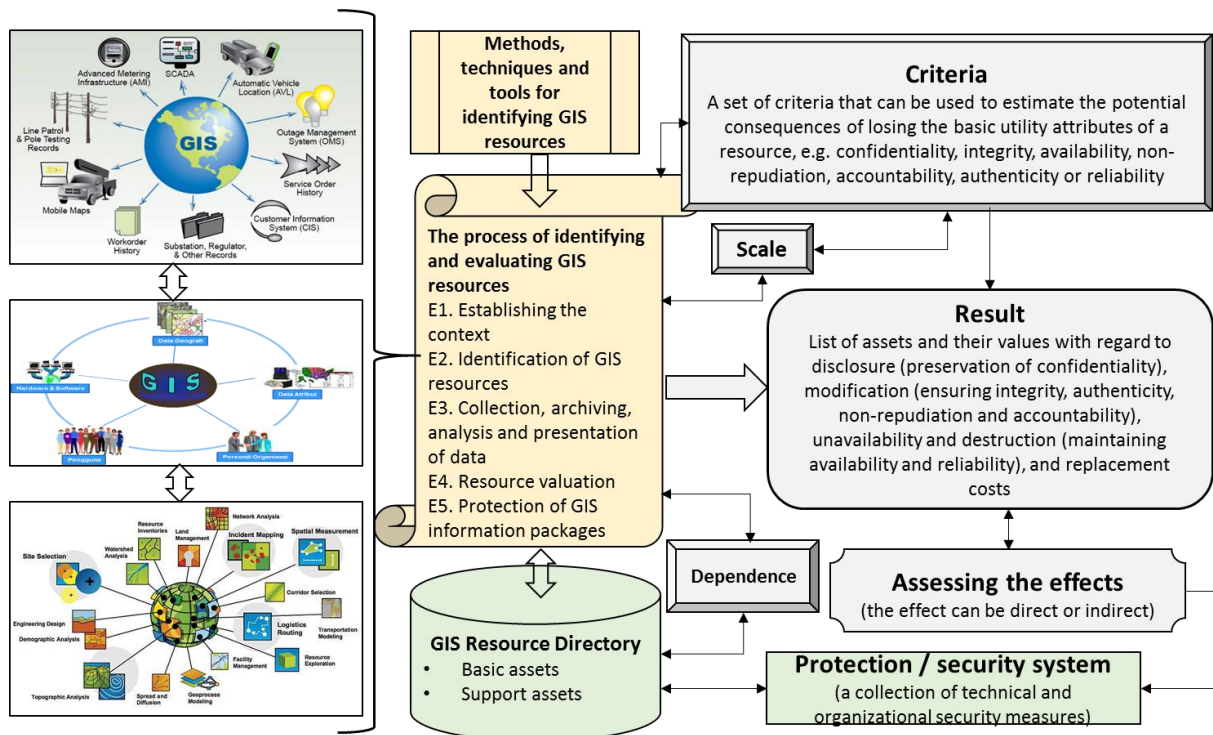 Advanced Metering
Infrastructure (AMI)
SCADA
Automatic Vehicle
Location (AVL)
Line Patrol
& Pole Testing
Records
GIS
Outage Management
System (OMS)
Service Order
History
Mobile Maps
Workorder
History
Substation, Regulator,
& Other Records
Customer Information
System (CIS)
Data Geografi
Hardware & Software
GIS
Data Atribut
Pengguna
Personil/Organisasi
Network Analysis
Resource
Inventories
Land
Management
Incident Mapping
Spatial Measurement
Site Selection
Watershed
Analysis
Corridor Selection
Engineering Design
Demographic Analysis
Logistics
Routing
Transportation
Modeling
Topographic Analysis
Spread and
Diffusion
Geoprocess
Modeling
Facility
Management
Resource
Exploration
Methods,
techniques and
tools for
identifying GIS
resources
The process of identifying
and evaluating GIS
resources
E1. Establishing the
context
E2. Identification of GIS
resources
E3. Collection, archiving,
analysis and presentation
of data
E4. Resource valuation
E5. Protection of GIS
information packages
GIS Resource Directory
• Basic assets
• Support assets
Criteria
A set of criteria that can be used to estimate the potential
consequences of losing the basic utility attributes of a
resource, e.g. confidentiality, integrity, availability, non-
repudiation, accountability, authenticity or reliability
Scale
Result
List of assets and their values with regard to
disclosure (preservation of confidentiality),
modification (ensuring integrity, authenticity,
non-repudiation and accountability),
unavailability and destruction (maintaining
availability and reliability), and replacement
costs
Dependence
Assessing the effects
(the effect can be direct or indirect)
Protection / security system
(a collection of technical and
organizational security measures)